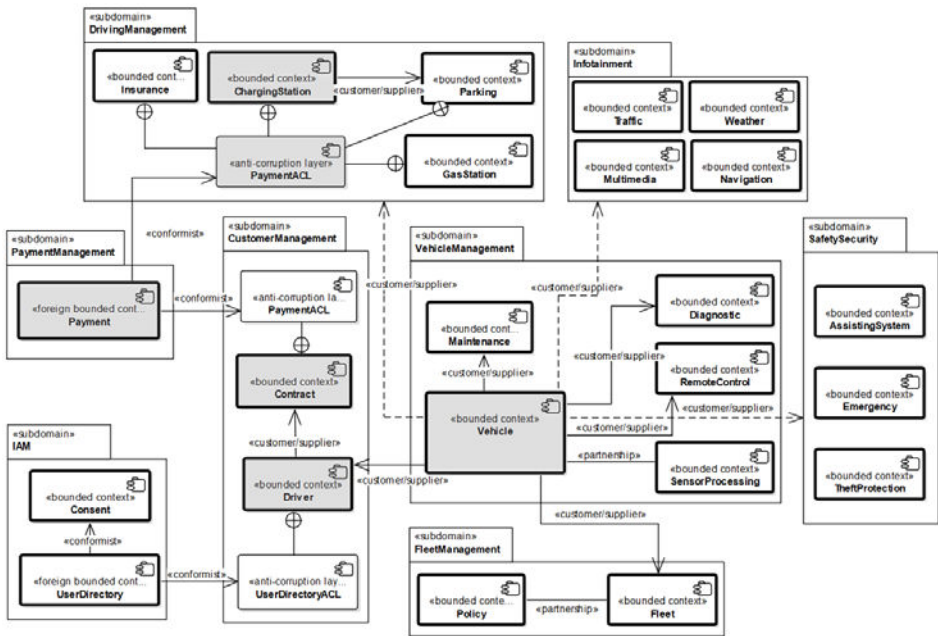 «subdomain»
DrivingManagement
«bounded cont...
Insurance
«bounded context»
ChargingStation
«customer/supplier»
«bounded context»
Parking
«anti-corruption layer»
PaymentACL
«bounded context»
GasStation
«subdomain»
Infotainment
«bounded context»
Traffic
«bounded context»
Weather
«bounded context»
Multimedia
«bounded context»
Navigation
«conformist»
«subdomain»
PaymentManagement
«foreign bounded cont...
Payment
«conformist»
«subdomain»
CustomerManagement
«anti-corruption la...
PaymentACL
«bounded context»
Contract
«customer/supplier»
«bounded context»
Driver
«anti-corruption lay...
UserDirectoryACL
«customer/supplier»
«customer/supplier»
«subdomain»
VehicleManagement
«customer/supplier»
«bounded cont...
Maintenance
«customer/supplier»
«bounded context»
Vehicle
«bounded context»
Diagnostic
«customer/supplier»
«bounded context»
RemoteControl
«customer/supplier»
«customer/supplier»
«partnership»
«bounded context»
SensorProcessing
«subdomain»
SafetySecurity
«bounded context»
AssistingSystem
«bounded context»
Emergency
«bounded context»
TheftProtection
«subdomain»
IAM
«bounded context»
Consent
«conformist»
«foreign bounded cont...
UserDirectory
«conformist»
«customer/supplier»
«subdomain»
FleetManagement
«bounded conte...
Policy
«partnership»
«bounded context»
Fleet